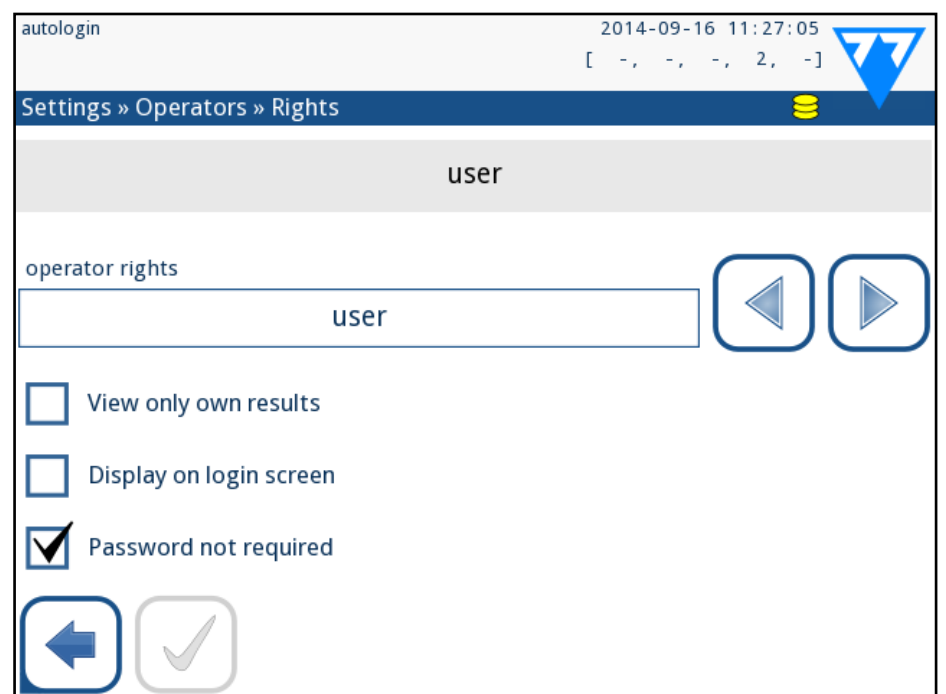 autologin
2014-09-16 11:27:05
[ -, -, -, 2, -]
Settings » Operators » Rights
user
operator rights
user
View only own results
Display on login screen
Password not required